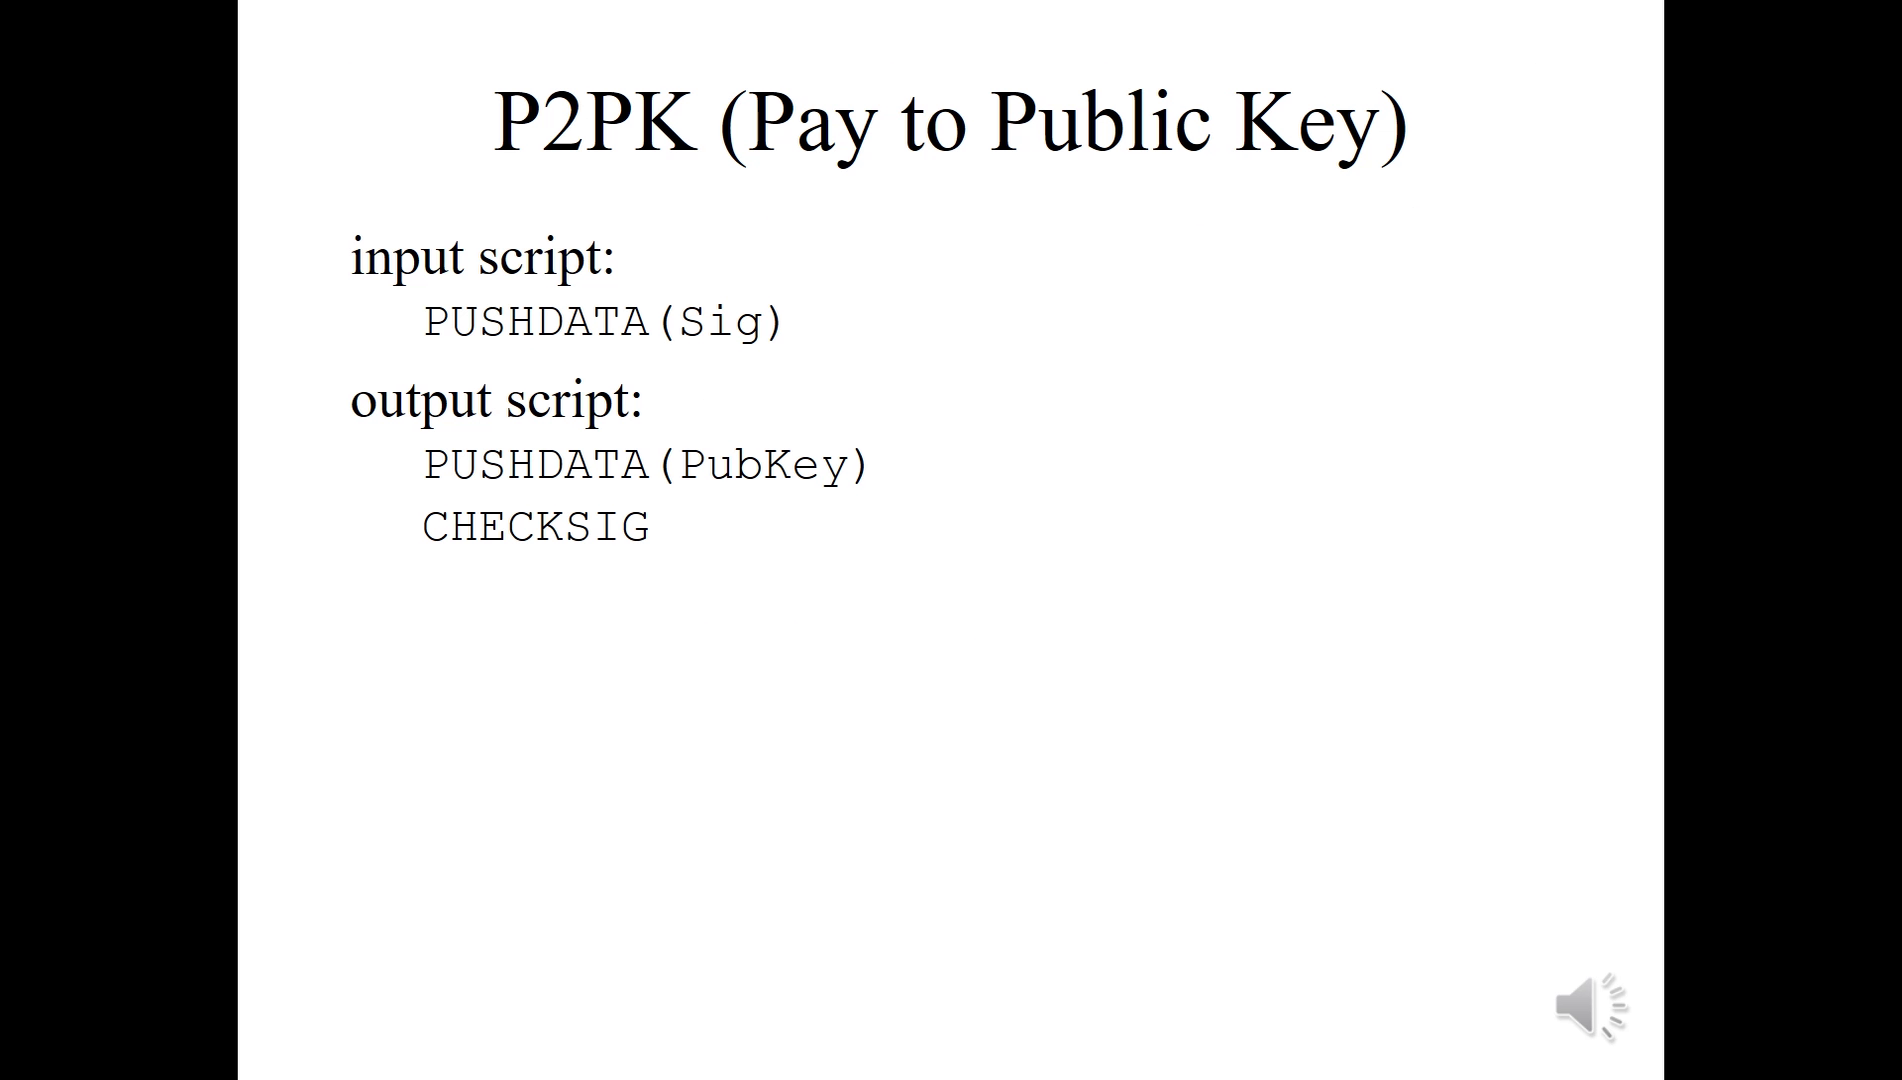 P2PK (Pay to Public Key)
input script:
PUSHDATA(Sig)
output script:
PUSHDATA(PubKey)
CHECKSIG